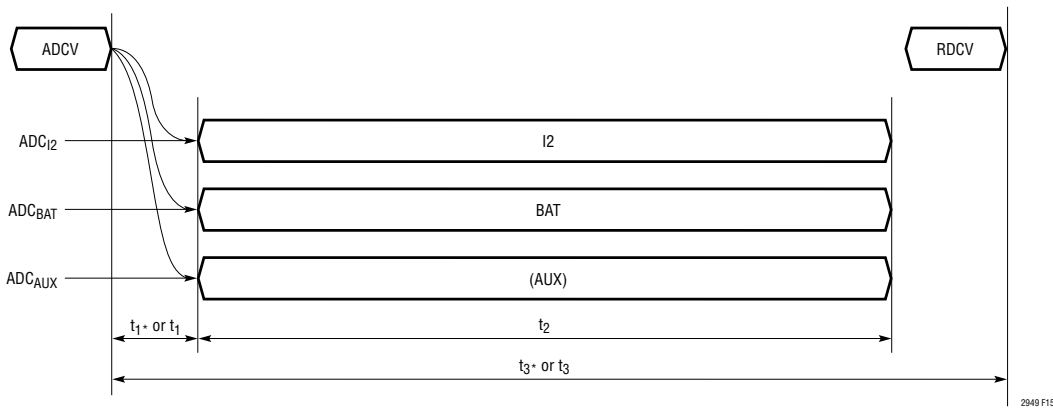 ADCV
RDCV
ADCI2
I2
ADCBAT
BAT
ADCAUX
(AUX)
t1* or t1
t2
t3* or t3
2949 F15